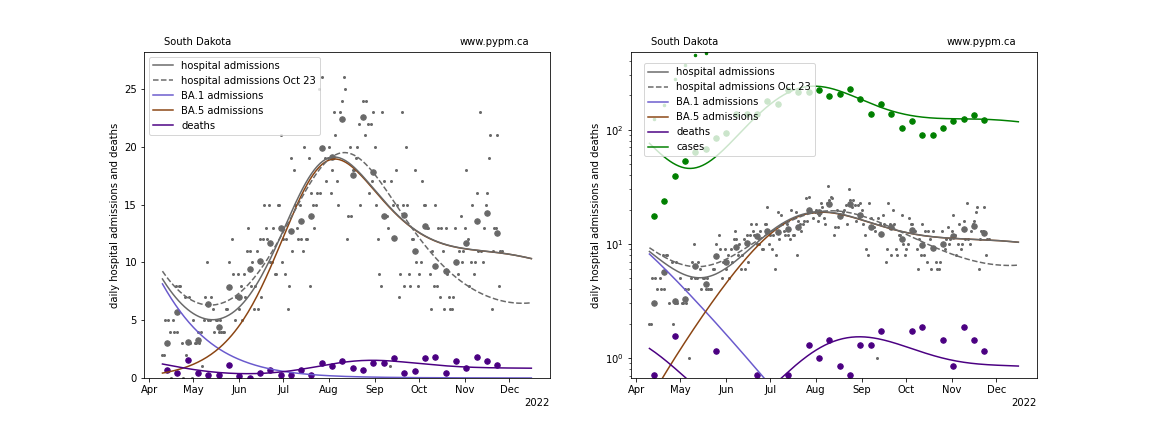 South Dakota www.pypm.ca
hospital admissions
hospital admissions Oct 23
BA.1 admissions
BA.5 admissions
deaths
daily hospital admissions and deaths
25
20
15
10
5
0
Apr May Jun Jul Aug Sep Oct Nov Dec
2022
South Dakota www.pypm.ca
hospital admissions
hospital admissions Oct 23
BA.1 admissions
BA.5 admissions
deaths
cases
daily hospital admissions and deaths
10²
10¹
10⁰
Apr May Jun Jul Aug Sep Oct Nov Dec
2022